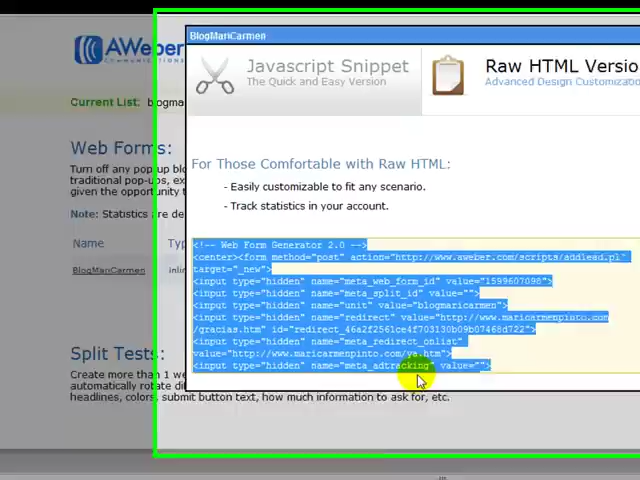 BlogMariCarmen
AWeber
COMMUNICATIONS
Javascript Snippet
The Quick and Easy Version
Raw HTML Versio
Advanced Design Customizatio
Current List: blogma
Web Forms:
Turn off any pop up blo
traditional pop-ups, ex
given the opportunity t
Note: Statistics are de
Name Typ
BlogMariCarmen inlin
For Those Comfortable with Raw HTML:
- Easily customizable to fit any scenario.
- Track statistics in your account.
<!-- Web Form Generator 2.0 -->
<center><form method="post" action="http://www.aweber.com/scripts/addlead.pl"
target="_new">
<input type="hidden" name="meta_web_form_id" value="1599607098">
<input type="hidden" name="meta_split_id" value="">
<input type="hidden" name="unit" value="blogmaricarmen">
<input type="hidden" name="redirect" value="http://www.maricarmenpinto.com
/gracias.htm" id="redirect_46a2f2561ce4f703130b09b07468d722">
<input type="hidden" name="meta_redirect_onlist"
value="http://www.maricarmenpinto.com/ya.htm">
<input type="hidden" name="meta_adtracking" value="">
Split Tests:
Create more than 1 we
automatically rotate di
headlines, colors, submit button text, how much information to ask for, etc.